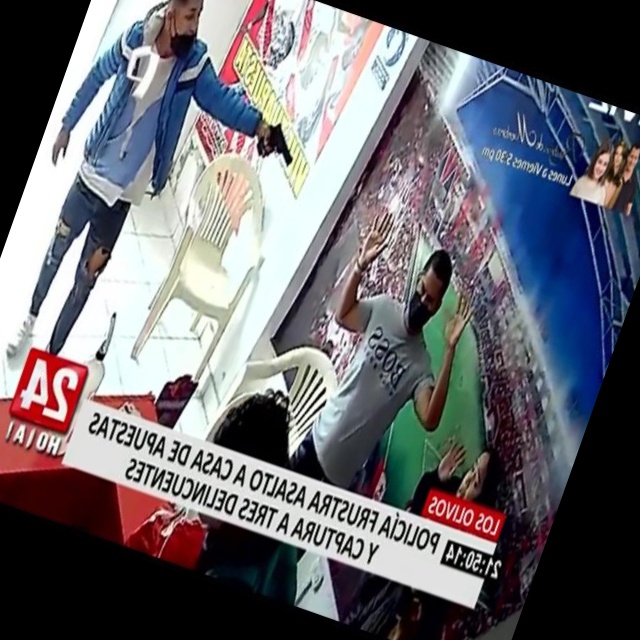 Lunes a Viernes 5:30 pm
BOSS
24
HORA!
LOS OLIVOS
POLICÍA FRUSTRA ASALTO A CASA DE APUESTAS
Y CAPTURA A TRES DELINCUENTES
21:50:14